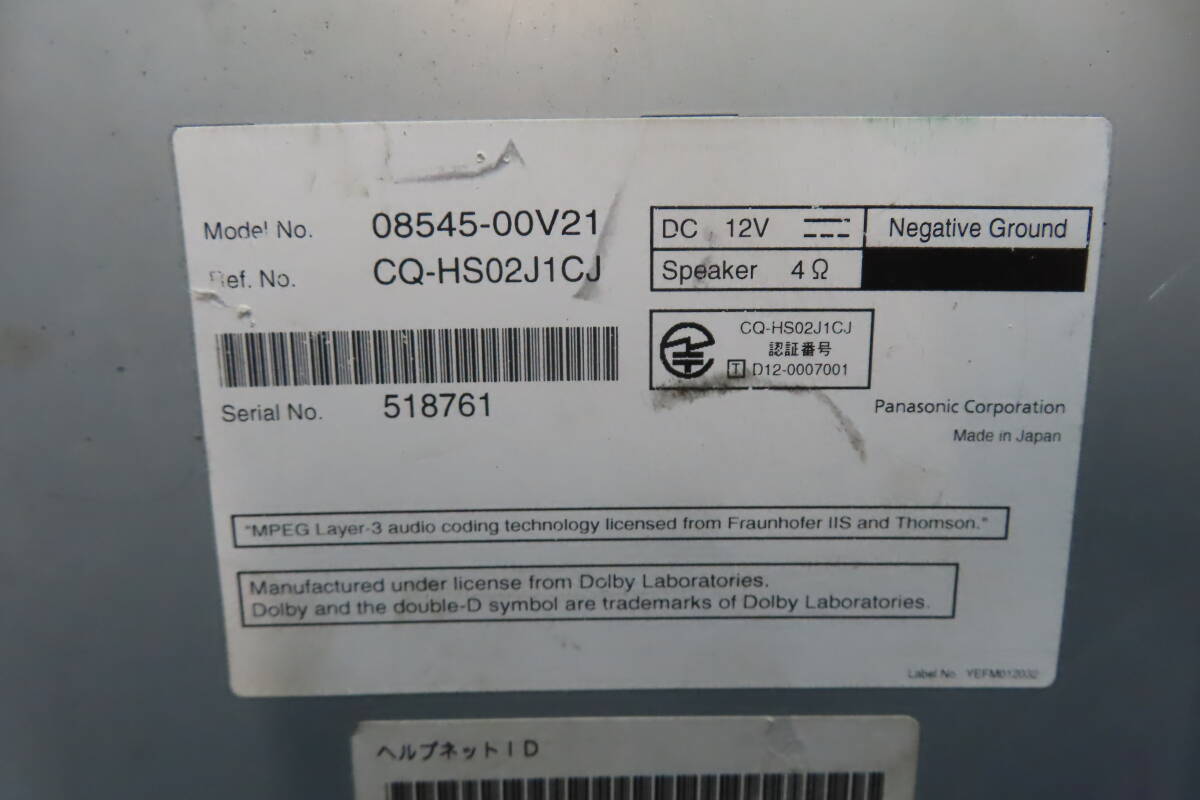 Model No. 08545-00V21
Ref. No. CQ-HS02J1CJ
DC 12V Negative Ground
Speaker 4Ω
CQ-HS02J1CJ
認証番号
T D12-0007001
Serial No. 518761
Panasonic Corporation
Made in Japan
"MPEG Layer-3 audio coding technology licensed from Fraunhofer IIS and Thomson."
Manufactured under license from Dolby Laboratories.
Dolby and the double-D symbol are trademarks of Dolby Laboratories.
Label No. YEFM012032
ヘルプネットID